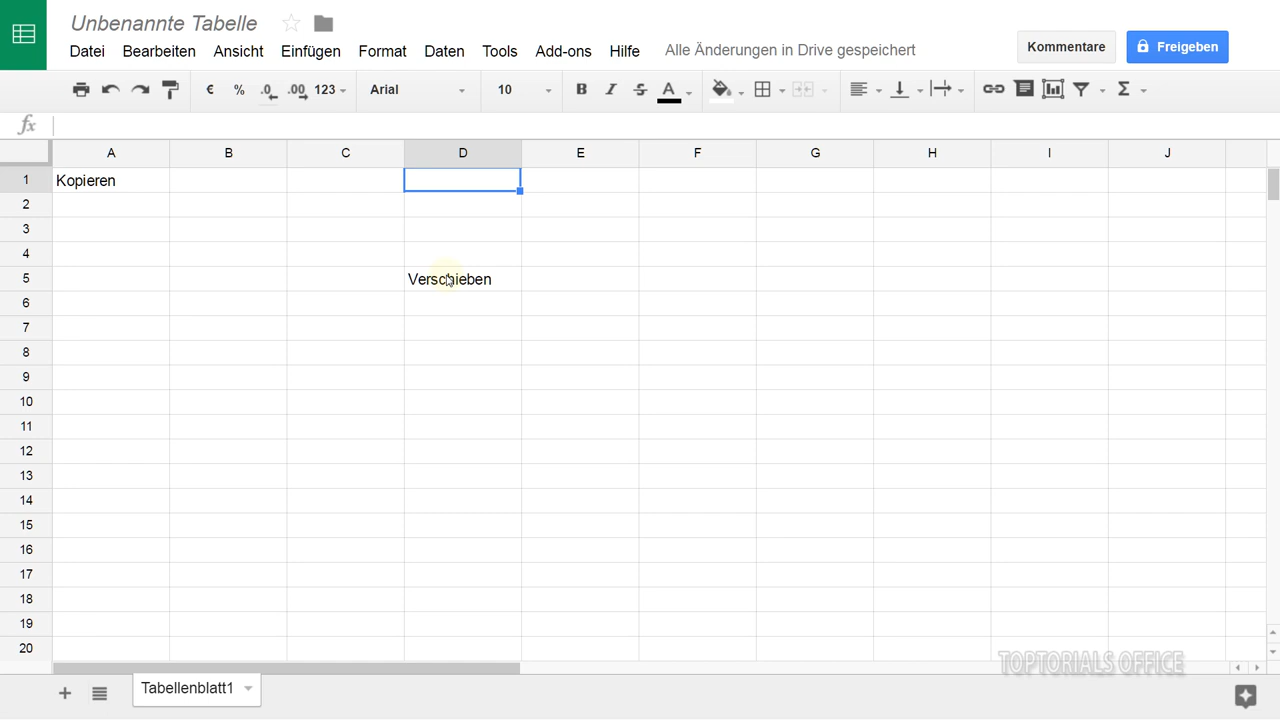 Unbenannte Tabelle
Datei Bearbeiten Ansicht Einfügen Format Daten Tools Add-ons Hilfe Alle Änderungen in Drive gespeichert
Kommentare Freigeben
€ % .0 .00 123 Arial 10 B I S A Σ
fx
A B C D E F G H I J
1 Kopieren
2
3
4
5 Verschieben
6
7
8
9
10
11
12
13
14
15
16
17
18
19
20
TOPTORIALS OFFICE
+ Tabellenblatt1